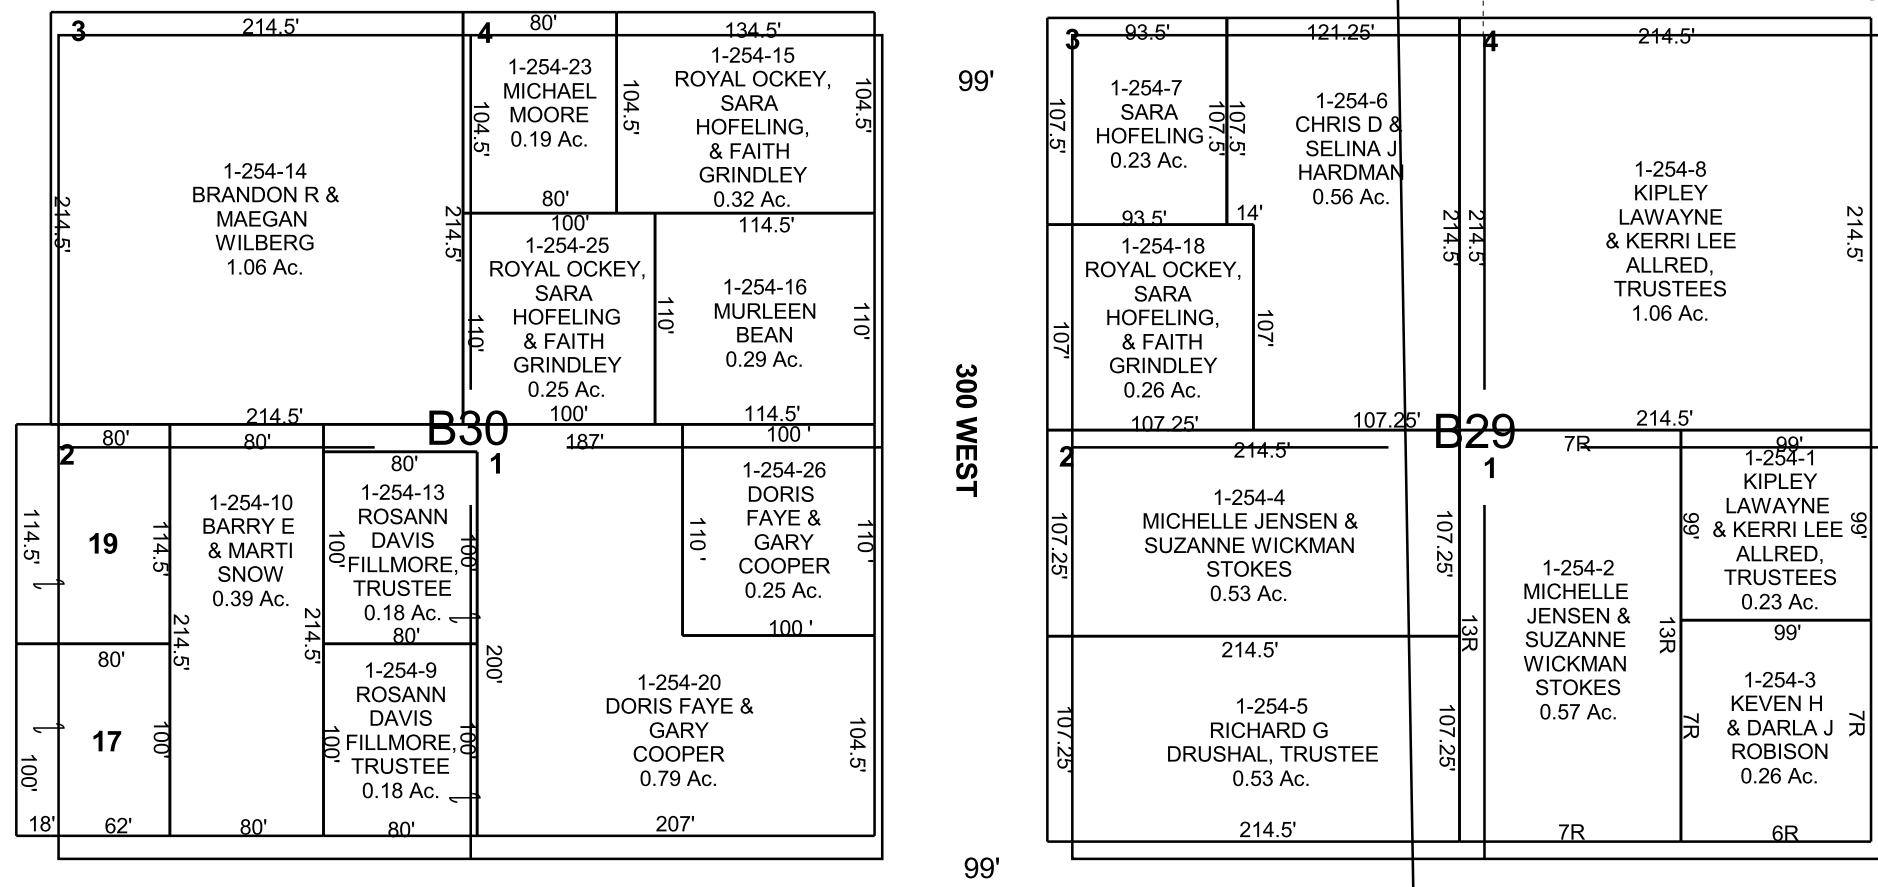 3
214.5'
4
80'
134.5'
1-254-14
BRANDON R &
MAEGAN
WILBERG
1.06 Ac.
214.5'
214.5'
214.5'
1-254-23
MICHAEL
MOORE
0.19 Ac.
104.5'
104.5'
80'
1-254-15
ROYAL OCKEY,
SARA
HOFELING,
& FAITH
GRINDLEY
0.32 Ac.
104.5'
100'
1-254-25
ROYAL OCKEY,
SARA
HOFELING
& FAITH
GRINDLEY
0.25 Ac.
110'
110'
100'
114.5'
1-254-16
MURLEEN
BEAN
0.29 Ac.
110'
114.5'
B30
2
80'
80'
187'
100 '
1
114.5'
19
114.5'
80'
17
100'
100'
18'
62'
1-254-10
BARRY E
& MARTI
SNOW
0.39 Ac.
214.5'
214.5'
80'
80'
1-254-13
ROSANN
DAVIS
FILLMORE,
TRUSTEE
0.18 Ac.
100'
100'
80'
1-254-9
ROSANN
DAVIS
FILLMORE,
TRUSTEE
0.18 Ac.
100'
100'
80'
200'
1-254-26
DORIS
FAYE &
GARY
COOPER
0.25 Ac.
110 '
110 '
100 '
1-254-20
DORIS FAYE &
GARY
COOPER
0.79 Ac.
104.5'
207'
99'
300 WEST
99'
3
93.5'
121.25'
4
214.5'
1-254-7
SARA
HOFELING
0.23 Ac.
107.5'
107.5'
107.5'
93.5'
14'
1-254-6
CHRIS D &
SELINA J
HARDMAN
0.56 Ac.
214.5'
214.5'
1-254-18
ROYAL OCKEY,
SARA
HOFELING,
& FAITH
GRINDLEY
0.26 Ac.
107'
107'
107.25'
107.25'
1-254-8
KIPLEY
LAWAYNE
& KERRI LEE
ALLRED,
TRUSTEES
1.06 Ac.
214.5'
214.5'
B29
2
214.5'
1
7R
99'
1-254-4
MICHELLE JENSEN &
SUZANNE WICKMAN
STOKES
0.53 Ac.
107.25'
107.25'
214.5'
1-254-5
RICHARD G
DRUSHAL, TRUSTEE
0.53 Ac.
107.25'
107.25'
214.5'
1-254-2
MICHELLE
JENSEN &
SUZANNE
WICKMAN
STOKES
0.57 Ac.
13R
13R
7R
1-254-1
KIPLEY
LAWAYNE
& KERRI LEE
ALLRED,
TRUSTEES
0.23 Ac.
99'
99'
99'
1-254-3
KEVEN H
& DARLA J
ROBISON
0.26 Ac.
7R
7R
6R